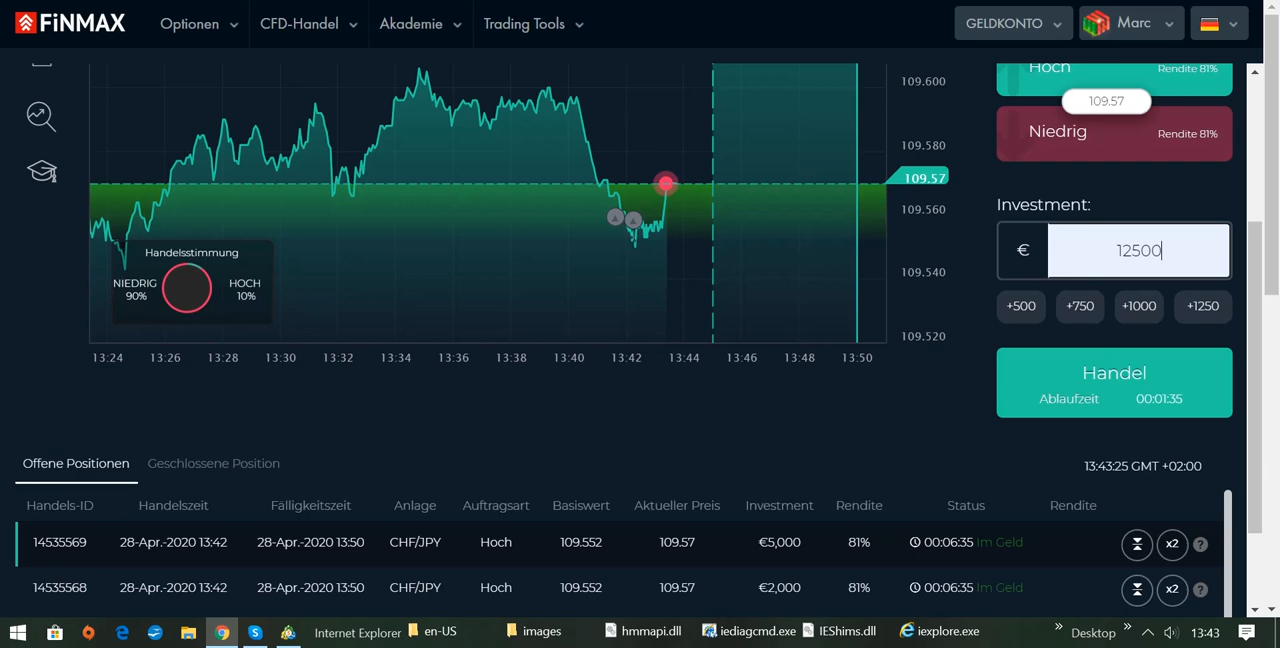 FiNMAX Optionen CFD-Handel Akademie Trading Tools GELDKONTO Marc
Hoch Rendite 81%
109.57
Niedrig Rendite 81%
109.600
109.580
109.57
109.560
109.540
109.520
Handelsstimmung
NIEDRIG
90%
HOCH
10%
13:24 13:26 13:28 13:30 13:32 13:34 13:36 13:38 13:40 13:42 13:44 13:46 13:48 13:50
Investment:
€ 12500
+500 +750 +1000 +1250
Handel
Ablaufzeit 00:01:35
Offene Positionen Geschlossene Position 13:43:25 GMT +02:00
Handels-ID Handelszeit Fälligkeitszeit Anlage Auftragsart Basiswert Aktueller Preis Investment Rendite Status Rendite
14535569 28-Apr.-2020 13:42 28-Apr.-2020 13:50 CHF/JPY Hoch 109.552 109.57 €5,000 81% 00:06:35 Im Geld x2 ?
14535568 28-Apr.-2020 13:42 28-Apr.-2020 13:50 CHF/JPY Hoch 109.552 109.57 €2,000 81% 00:06:35 Im Geld x2 ?
Internet Explorer en-US images hmmapi.dll iediagcmd.exe IEShims.dll iexplore.exe » Desktop » 13:43